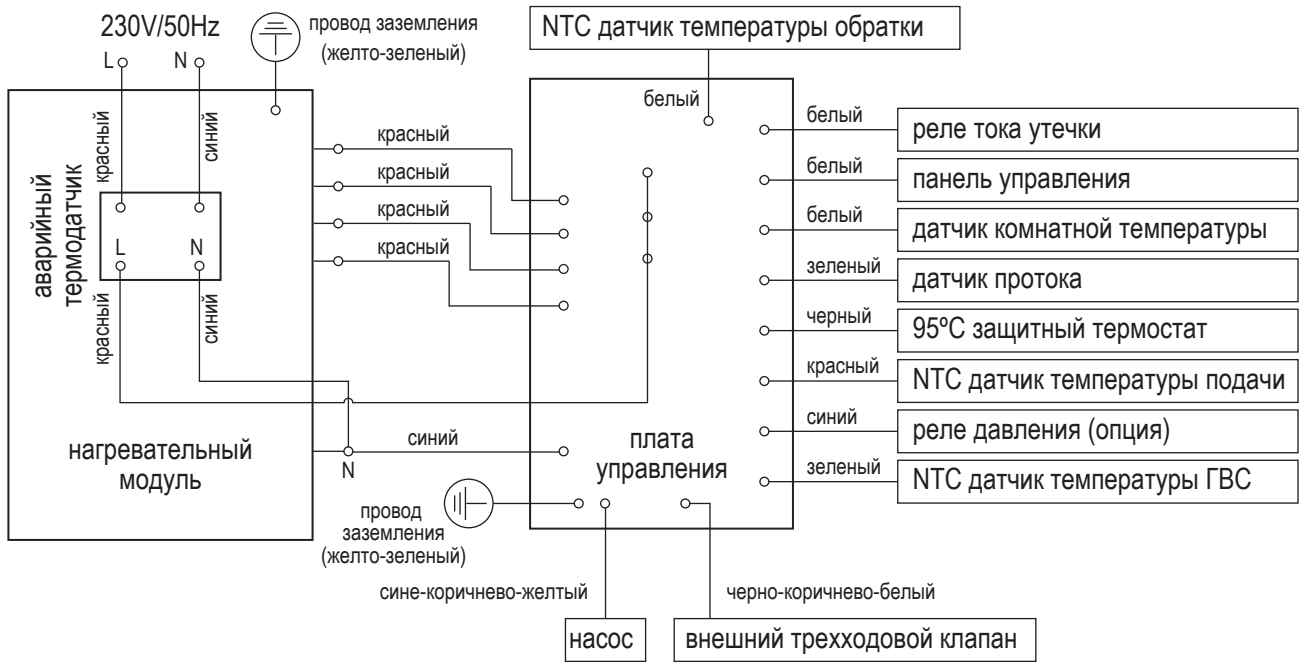 230V/50Hz
L
N
провод заземления
(желто-зеленый)
NTC датчик температуры обратки
белый
красный
синий
аварийный
термодатчик
L
N
красный
синий
нагревательный
модуль
красный
красный
красный
красный
синий
N
провод
заземления
(желто-зеленый)
плата
управления
белый
реле тока утечки
белый
панель управления
белый
датчик комнатной температуры
зеленый
датчик протока
черный
95ºC защитный термостат
красный
NTC датчик температуры подачи
синий
реле давления (опция)
зеленый
NTC датчик температуры ГВС
сине-коричнево-желтый
черно-коричнево-белый
насос
внешний трехходовой клапан